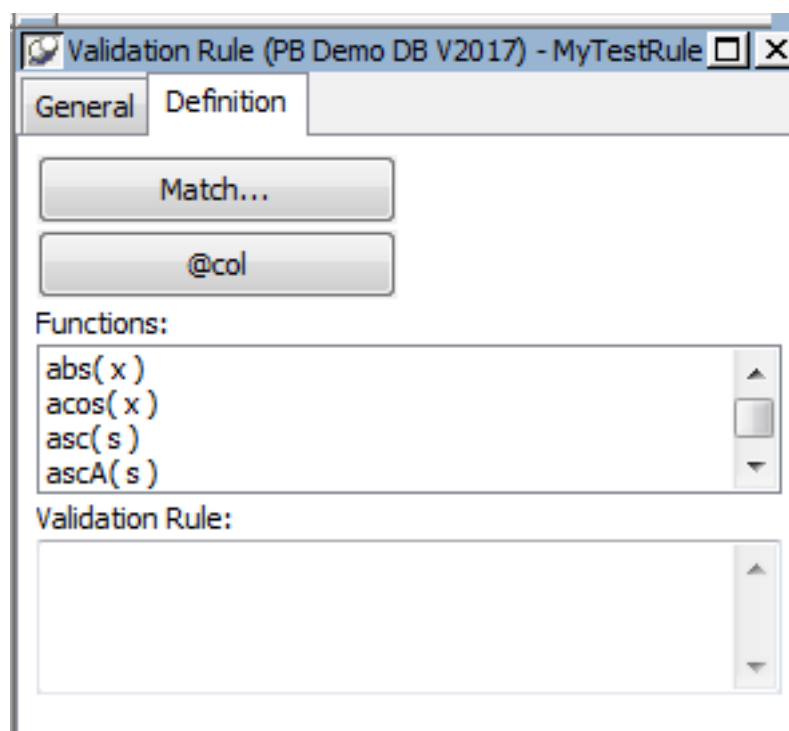 Validation Rule (PB Demo DB V2017) - MyTestRule
General Definition
Match...
@col
Functions:
abs( x )
acos( x )
asc( s )
ascA( s )
Validation Rule: